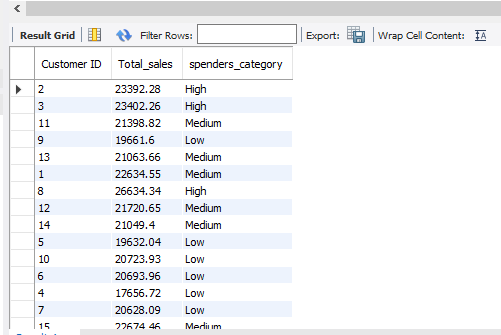 Result Grid Filter Rows: Export: Wrap Cell Content:
Customer ID Total_sales spenders_category
2 23392.28 High
3 23402.26 High
11 21398.82 Medium
9 19661.6 Low
13 21063.66 Medium
1 22634.55 Medium
8 26634.34 High
12 21720.65 Medium
14 21049.4 Medium
5 19632.04 Low
10 20723.93 Low
6 20693.96 Low
4 17656.72 Low
7 20628.09 Low
15 22674.46 Medium